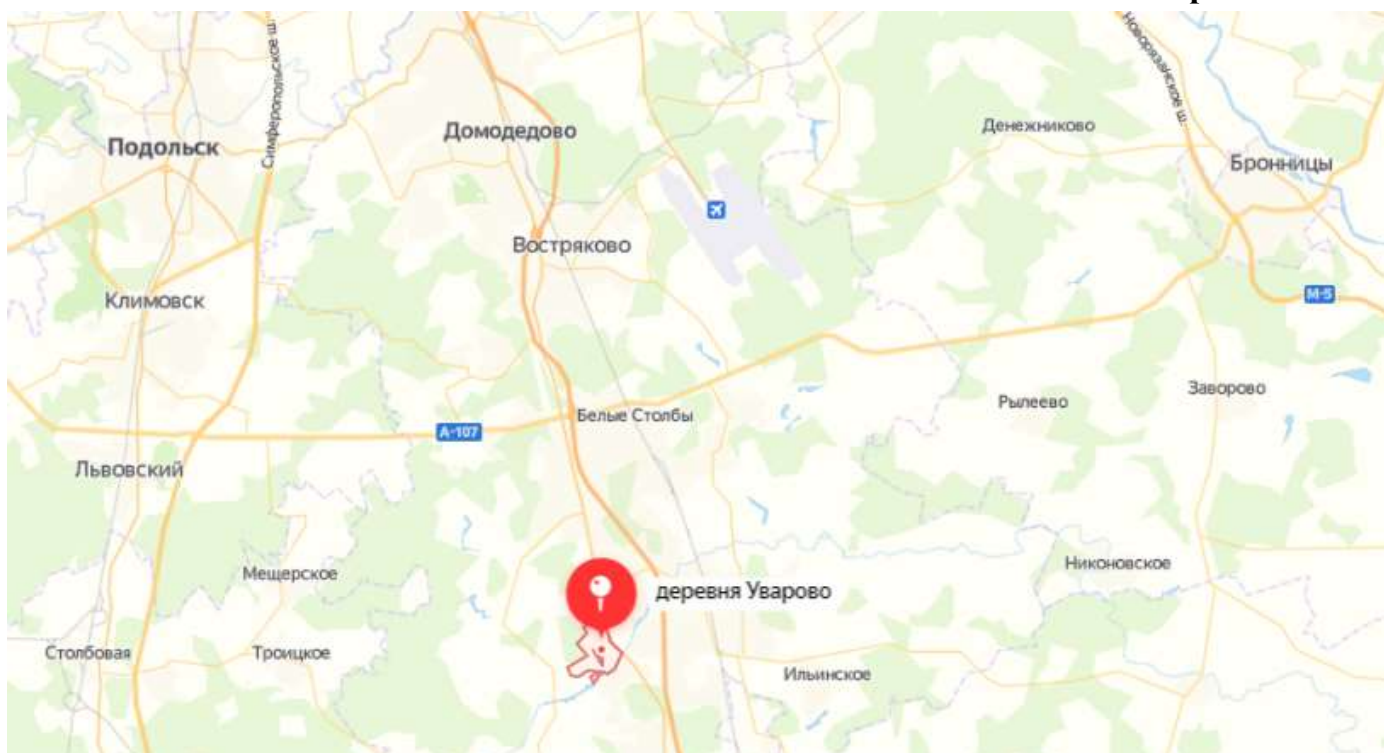 Новорязанское ш.
Симферопольское ш.
Домодедово
Денежниково
Подольск
Бронницы
Востряково
Климовск
М-5
Заворово
Рылеево
Белые Столбы
А-107
Львовский
Никоновское
Мещерское
деревня Уварово
Столбовая
Троицкое
Ильинское